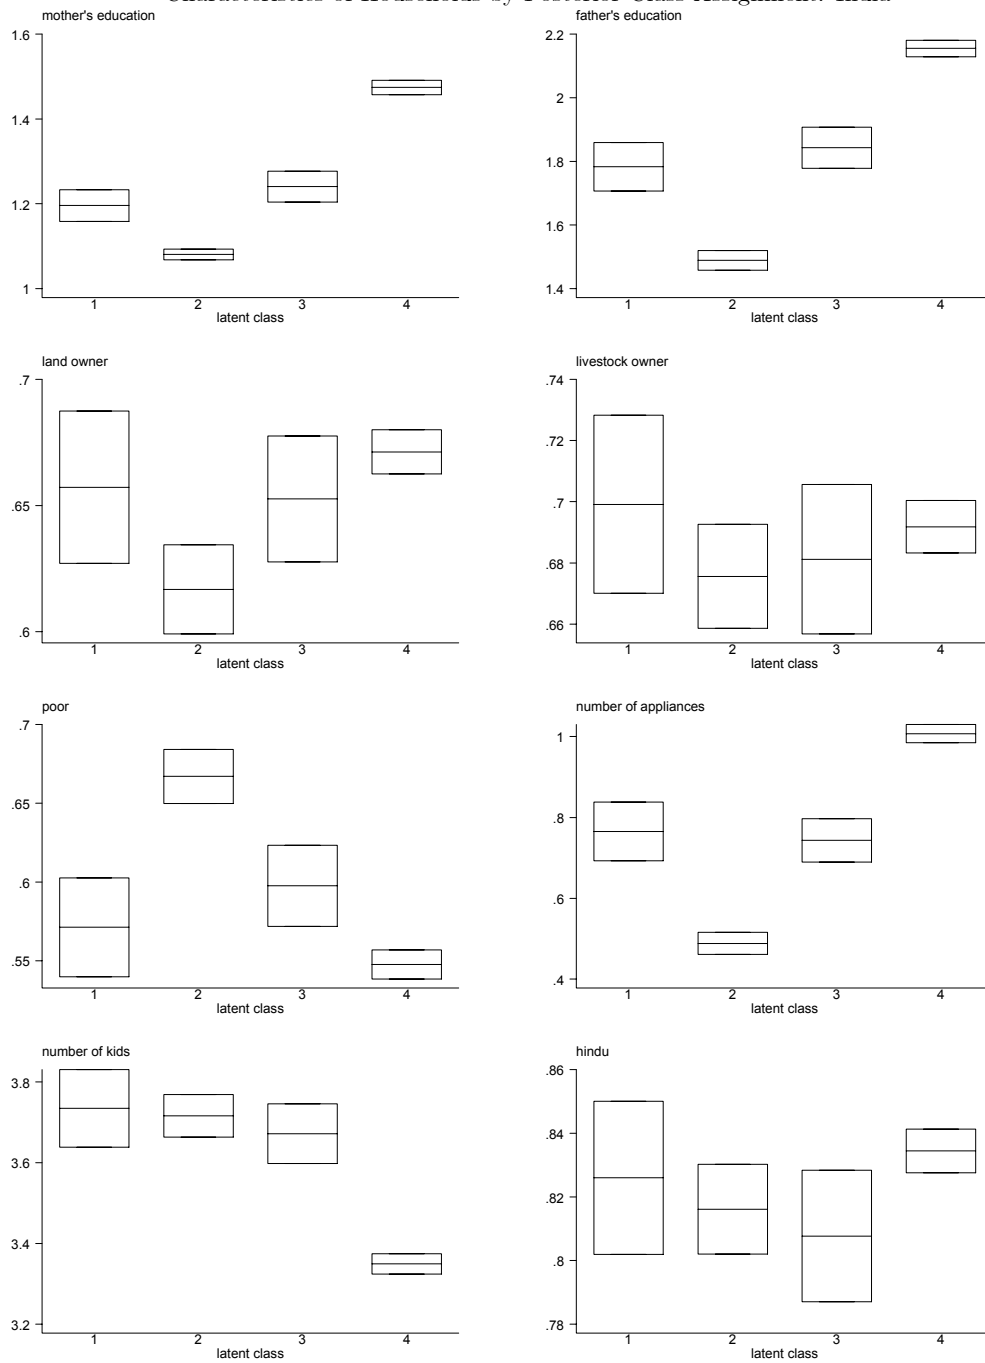 mother's education
1.6
1.4
1.2
1
1 2 3 4
latent class
father's education
2.2
2
1.8
1.6
1.4
1 2 3 4
latent class
land owner
.7
.65
.6
1 2 3 4
latent class
livestock owner
.74
.72
.7
.68
.66
1 2 3 4
latent class
poor
.7
.65
.6
.55
1 2 3 4
latent class
number of appliances
1
.8
.6
.4
1 2 3 4
latent class
number of kids
3.8
3.6
3.4
3.2
1 2 3 4
latent class
hindu
.86
.84
.82
.8
.78
1 2 3 4
latent class